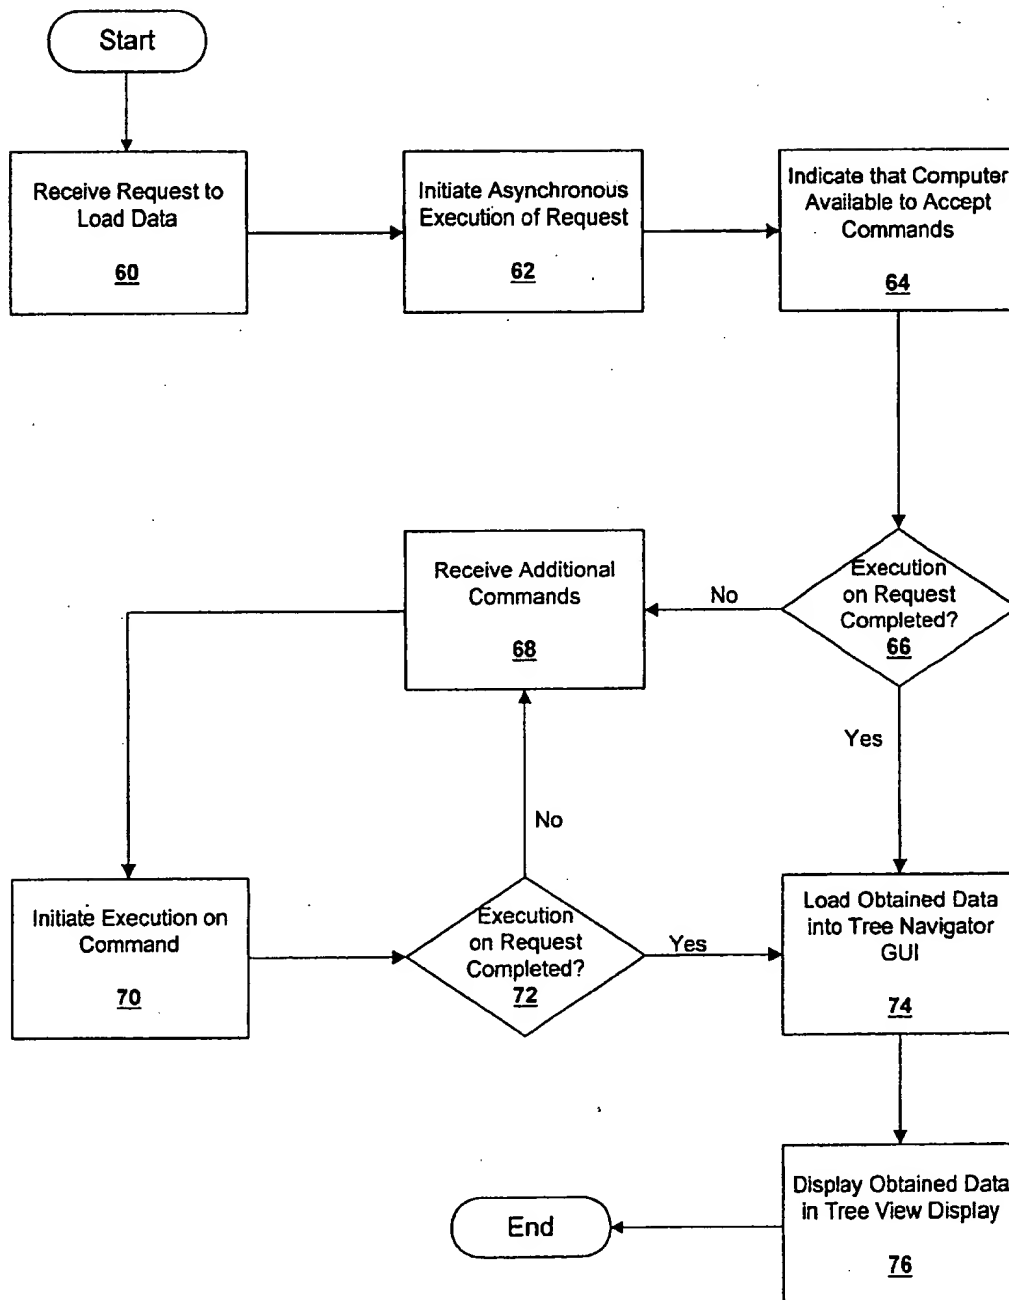 Start
Receive Request to
Load Data
60
Initiate Asynchronous
Execution of Request
62
Indicate that Computer
Available to Accept
Commands
64
Execution
on Request
Completed?
66
No
Yes
Receive Additional
Commands
68
Initiate Execution on
Command
70
Execution
on Request
Completed?
72
No
Yes
Load Obtained Data
into Tree Navigator
GUI
74
Display Obtained Data
in Tree View Display
76
End